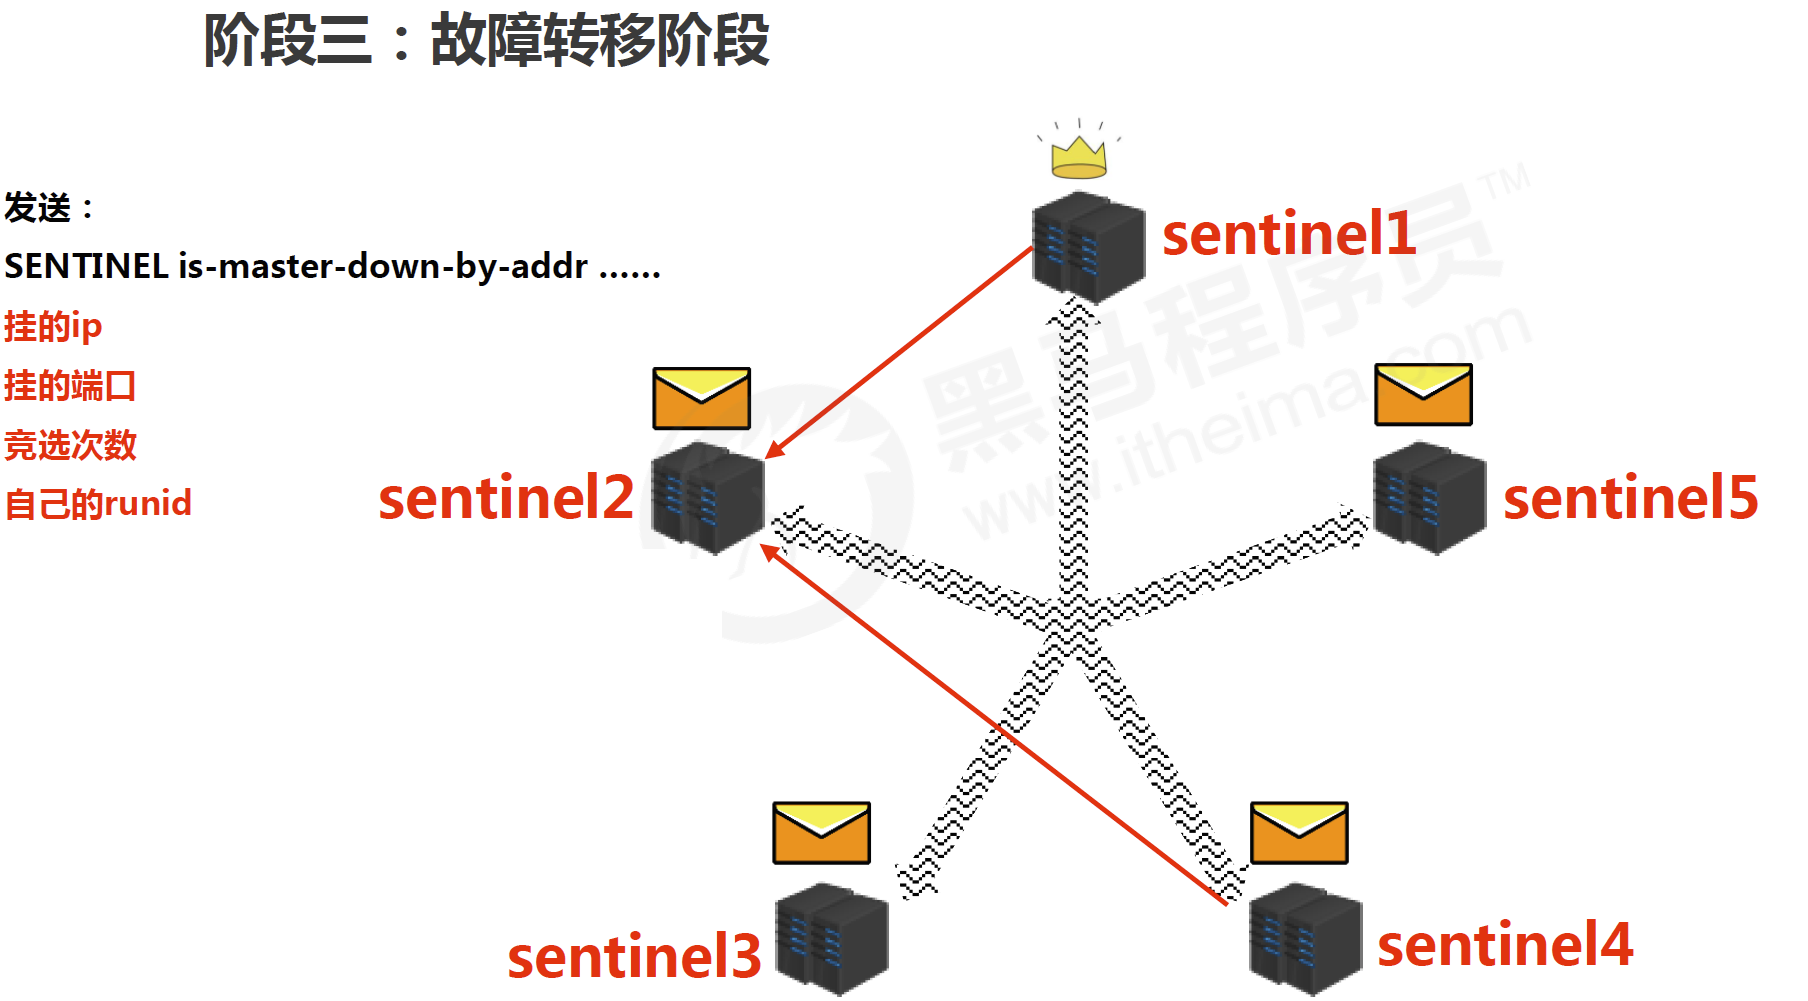 阶段三：故障转移阶段
发送：
SENTINEL is-master-down-by-addr ......
挂的ip
挂的端口
竞选次数
自己的runid
sentinel1
sentinel2
sentinel5
sentinel3
sentinel4
黑马程序员™
www.itheima.com